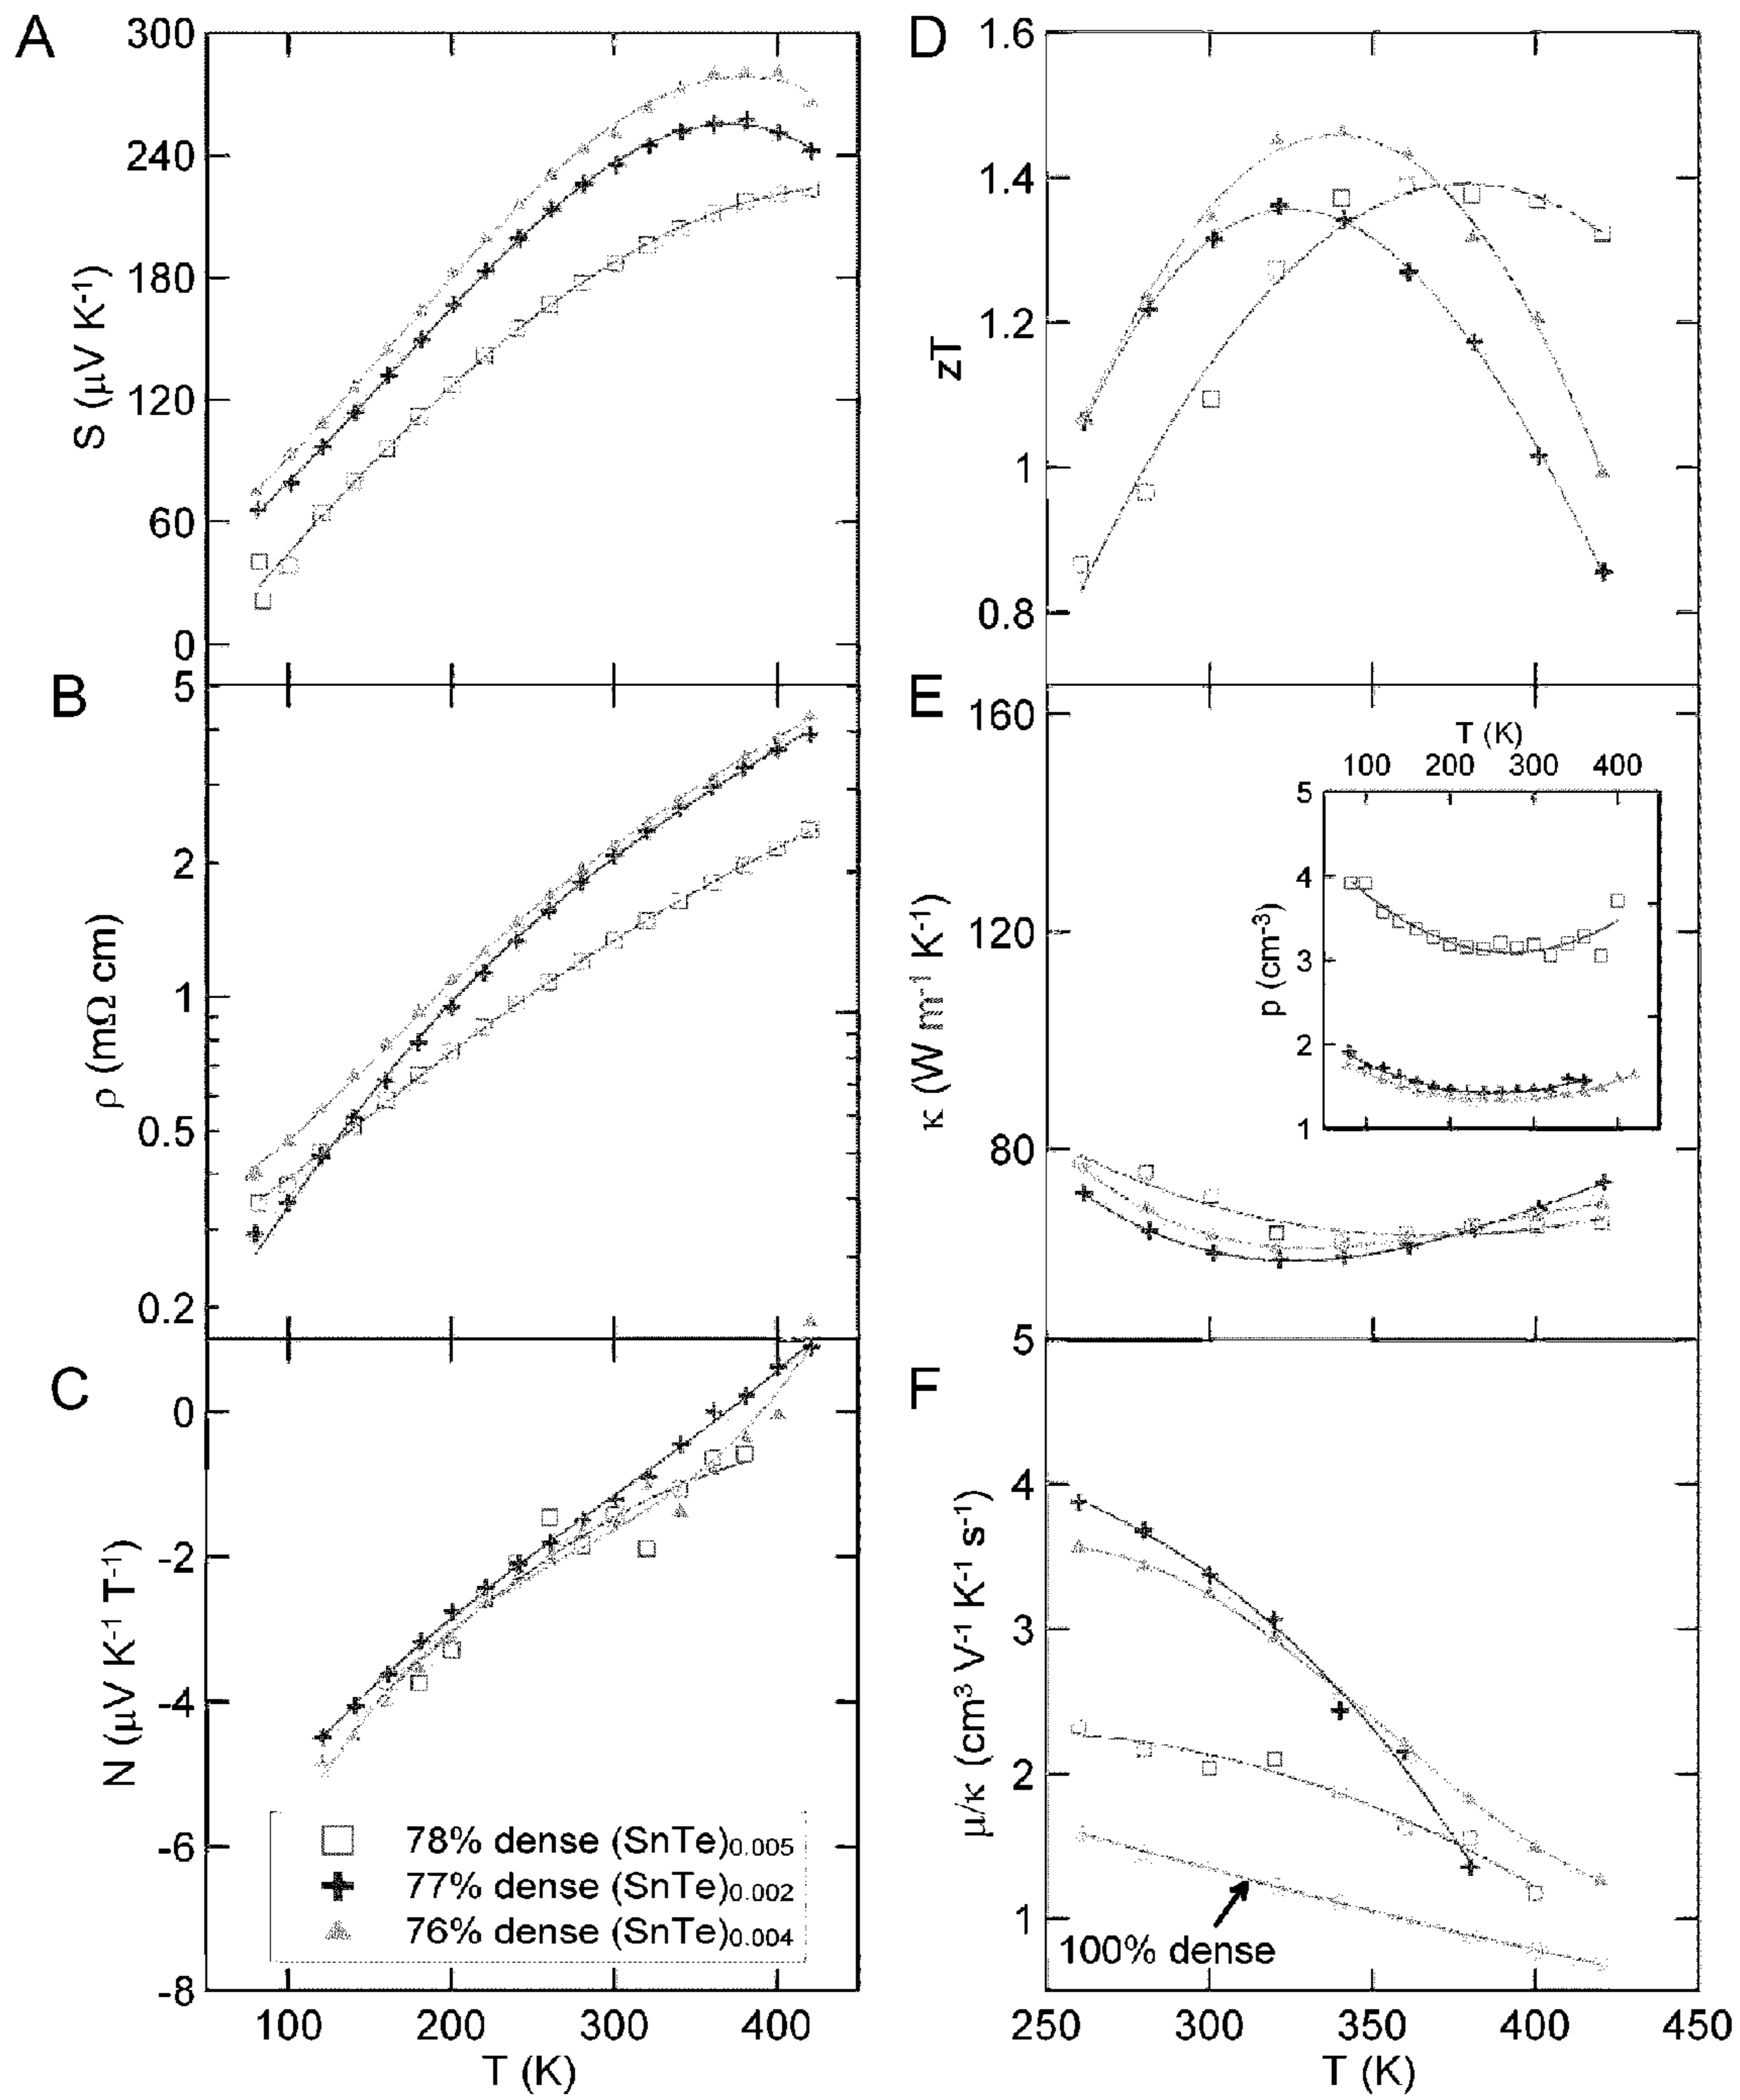 A
300
240
180
120
60
0
S (μV K-1)
B
5
2
1
0.5
0.2
ρ (mΩ cm)
C
0
-2
-4
-6
-8
N (μV K-1 T-1)
78% dense (SnTe)0.005
77% dense (SnTe)0.002
76% dense (SnTe)0.004
100 200 300 400
T (K)
D
1.6
1.4
1.2
1
0.8
zT
E
160
120
80
κ (W m-1 K-1)
T (K)
100 200 300 400
5
4
3
2
1
p (cm-3)
F
5
4
3
2
1
μ/κ (cm3 V-1 K-1 s-1)
100% dense
250 300 350 400 450
T (K)